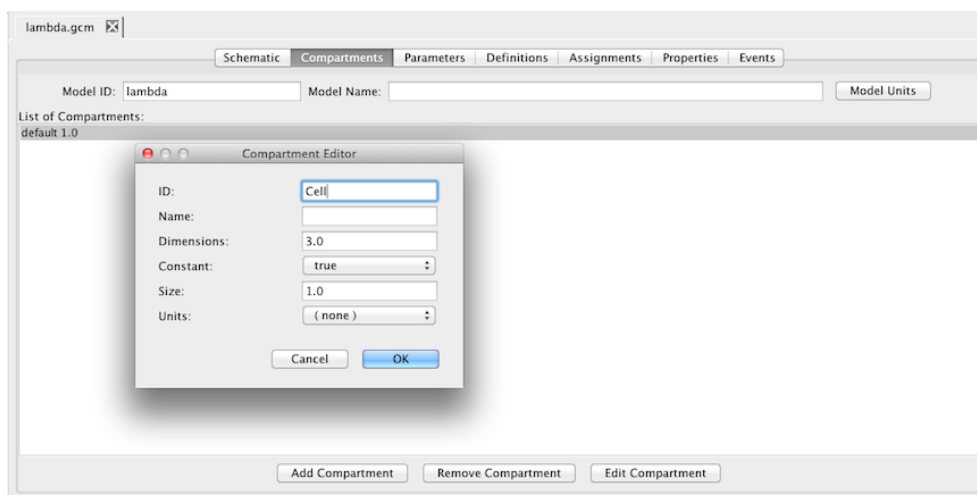 lambda.gcm
Schematic Compartments Parameters Definitions Assignments Properties Events
Model ID: lambda Model Name: Model Units
List of Compartments:
default 1.0
Compartment Editor
ID: Cell
Name:
Dimensions: 3.0
Constant: true
Size: 1.0
Units: ( none )
Cancel OK
Add Compartment Remove Compartment Edit Compartment